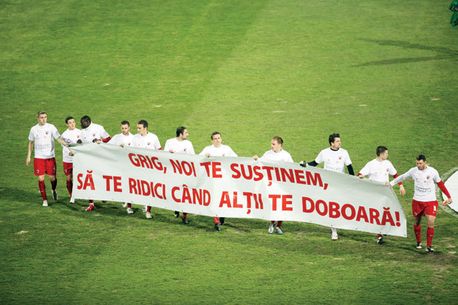 GRIG, NOI TE SUSȚINEM,
SĂ TE RIDICI CÂND ALȚII TE DOBOARĂ!